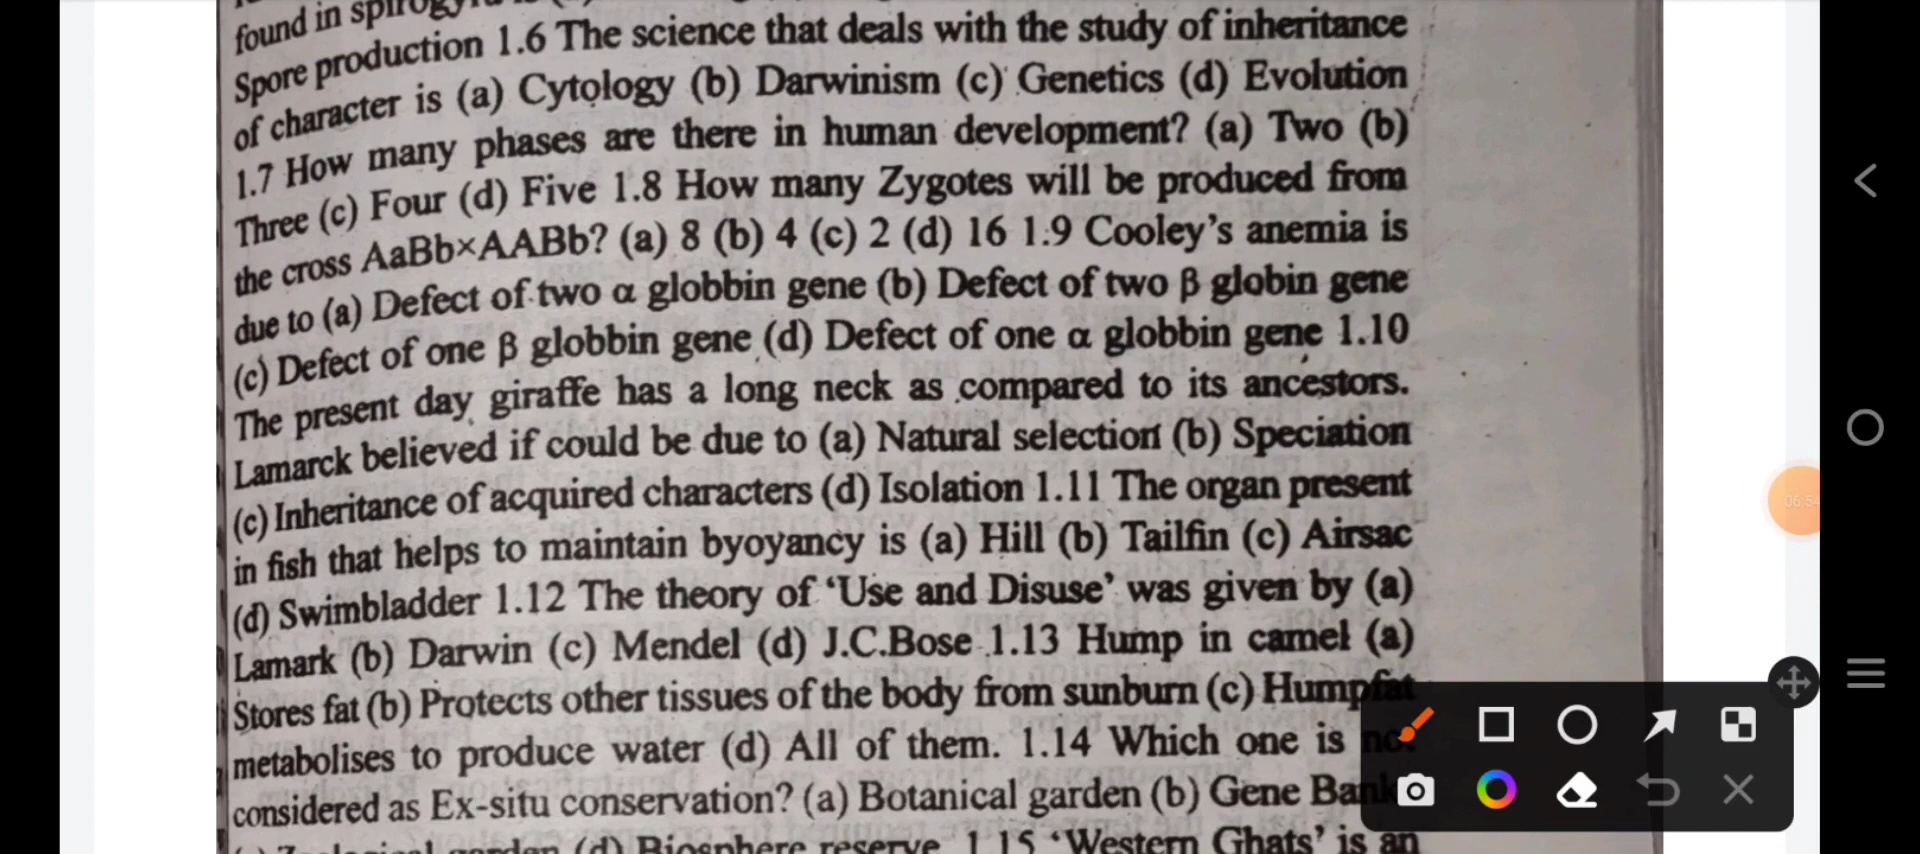 found in
Spore production 1.6 The science that deals with the study of inheritance
of character is (a) Cytology (b) Darwinism (c) Genetics (d) Evolution
1.7 How many phases are there in human development? (a) Two (b)
Three (c) Four (d) Five 1.8 How many Zygotes will be produced from
the cross AaBb×AABb? (a) 8 (b) 4 (c) 2 (d) 16 1.9 Cooley's anemia is
due to (a) Defect of two α globbin gene (b) Defect of two β globin gene
(c) Defect of one β globbin gene (d) Defect of one α globbin gene 1.10
The present day giraffe has a long neck as compared to its ancestors.
Lamarck believed if could be due to (a) Natural selection (b) Speciation
(c) Inheritance of acquired characters (d) Isolation 1.11 The organ present
in fish that helps to maintain byoyancy is (a) Hill (b) Tailfin (c) Airsac
(d) Swimbladder 1.12 The theory of 'Use and Disuse' was given by (a)
Lamark (b) Darwin (c) Mendel (d) J.C.Bose 1.13 Hump in camel (a)
Stores fat (b) Protects other tissues of the body from sunburn (c) Humpfat
metabolises to produce water (d) All of them. 1.14 Which one is not
considered as Ex-situ conservation? (a) Botanical garden (b) Gene Bank
(d) Biosphere reserve 1.15 'Western Ghats' is an
06:54